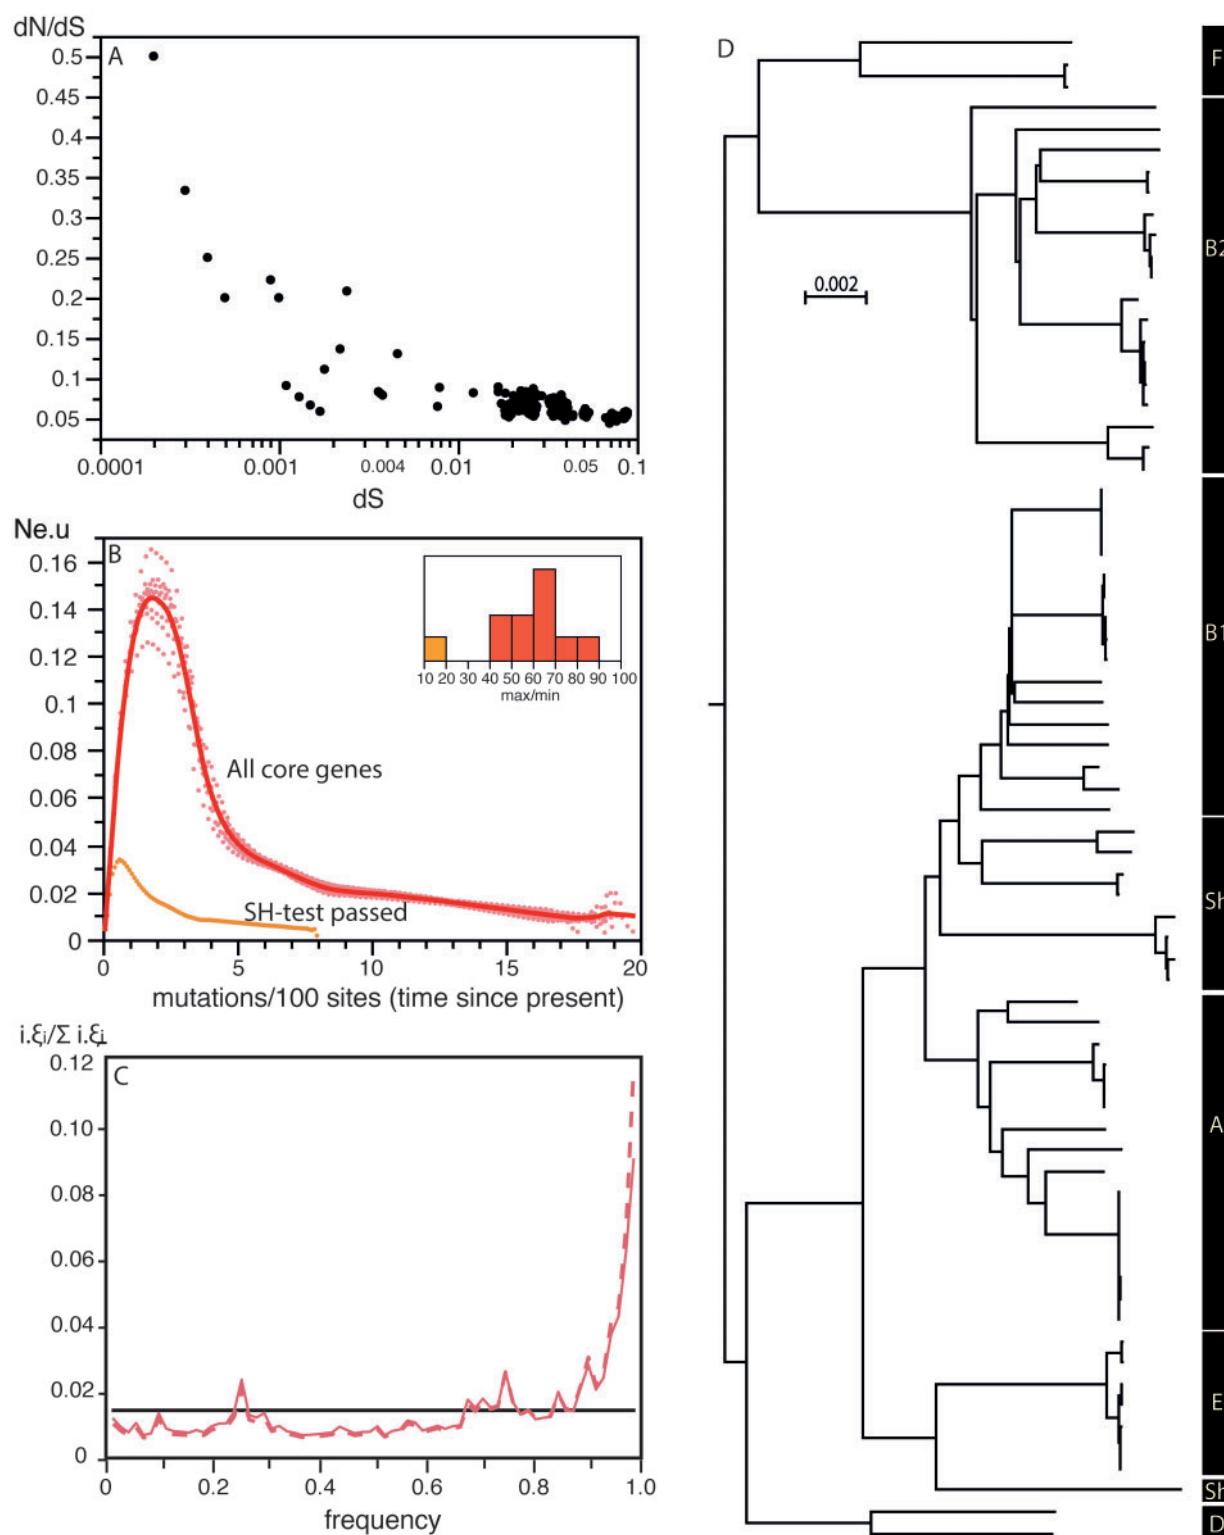 dN/dS
A
0.5
0.45
0.4
0.35
0.3
0.25
0.2
0.15
0.1
0.05
0.0001
0.001
0.004
0.01
0.05
0.1
dS
Ne.u
B
0.16
0.14
0.12
0.1
0.08
0.06
0.04
0.02
0
10 20 30 40 50 60 70 80 90 100
max/min
All core genes
SH-test passed
0 5 10 15 20
mutations/100 sites (time since present)
i.ξi/Σ i.ξi
C
0.12
0.10
0.08
0.06
0.04
0.02
0
0 0.2 0.4 0.6 0.8 1.0
frequency
D
0.002
F
B2
B1
Sh
A
E
Sh
D